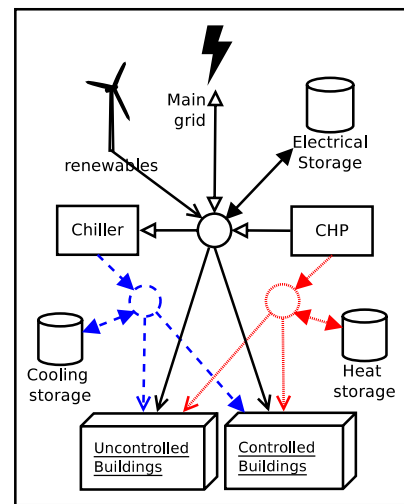 Main
grid
renewables
Electrical
Storage
Chiller
CHP
Cooling
storage
Heat
storage
Uncontrolled
Buildings
Controlled
Buildings